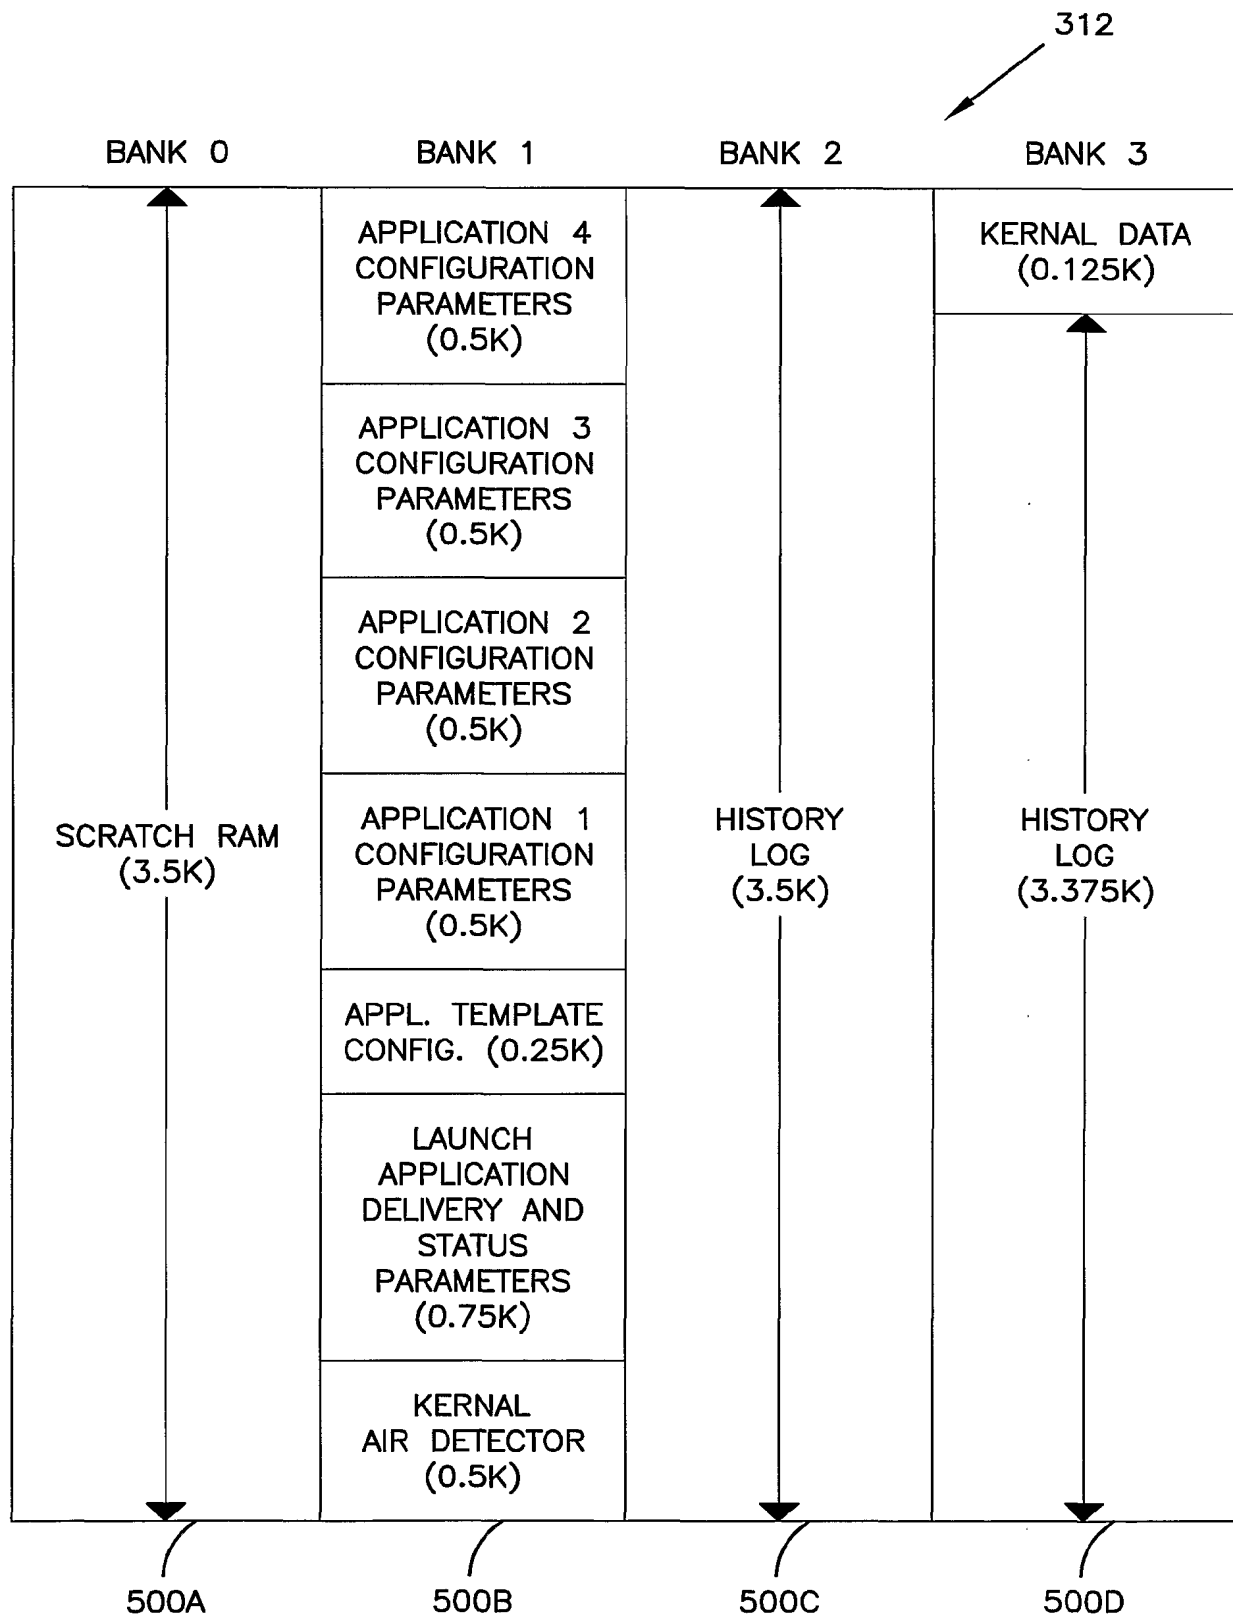 312
BANK 0
BANK 1
BANK 2
BANK 3
SCRATCH RAM
(3.5K)
APPLICATION 4
CONFIGURATION
PARAMETERS
(0.5K)
APPLICATION 3
CONFIGURATION
PARAMETERS
(0.5K)
APPLICATION 2
CONFIGURATION
PARAMETERS
(0.5K)
APPLICATION 1
CONFIGURATION
PARAMETERS
(0.5K)
APPL. TEMPLATE
CONFIG. (0.25K)
LAUNCH
APPLICATION
DELIVERY AND
STATUS
PARAMETERS
(0.75K)
KERNAL
AIR DETECTOR
(0.5K)
HISTORY
LOG
(3.5K)
KERNAL DATA
(0.125K)
HISTORY
LOG
(3.375K)
500A
500B
500C
500D